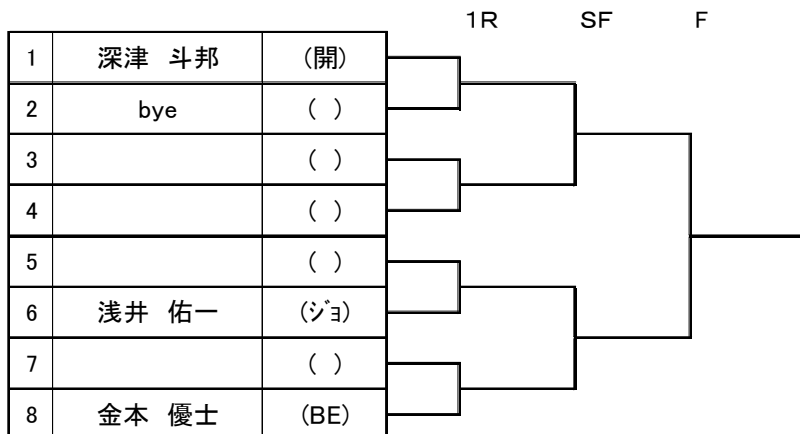 1R SF F
1 深津 斗邦 (開)
2 bye ( )
3 ( )
4 ( )
5 ( )
6 浅井 佑一 (ｼﾞｮ)
7 ( )
8 金本 優士 (BE)